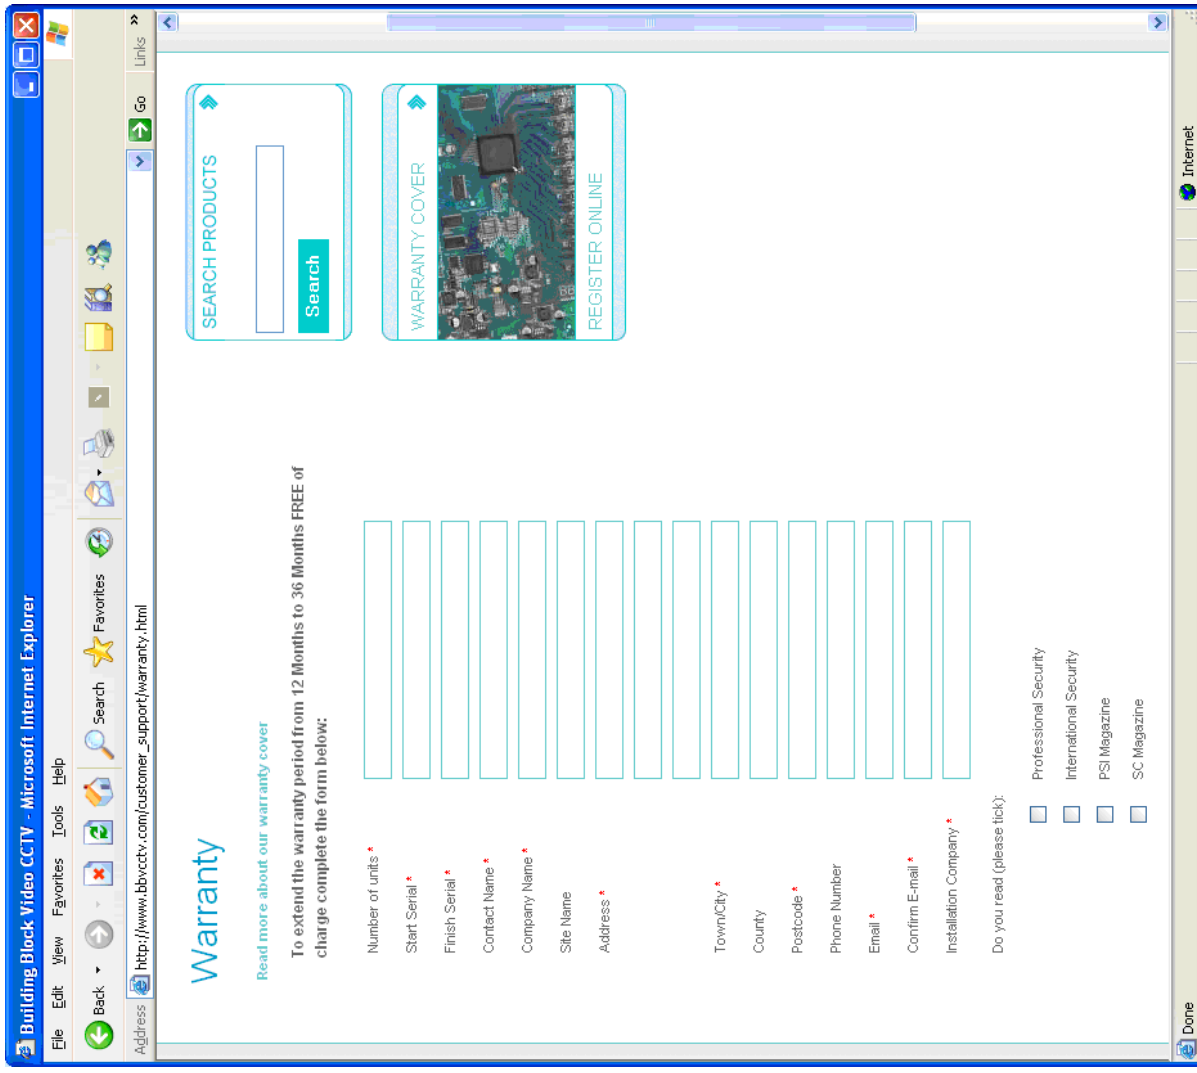 Building Block Video CCTV - Microsoft Internet Explorer
File Edit View Favorites Tools Help
Back Search Favorites
Address http://www.bbvcctv.com/customer_support/warranty.html Go Links »
Warranty
Read more about our warranty cover
To extend the warranty period from 12 Months to 36 Months FREE of
charge complete the form below:
Number of units *
Start Serial *
Finish Serial *
Contact Name *
Company Name *
Site Name
Address *
Town/City *
County
Postcode *
Phone Number
Email *
Confirm E-mail *
Installation Company *
Do you read (please tick):
Professional Security
International Security
PSI Magazine
SC Magazine
SEARCH PRODUCTS
Search
WARRANTY COVER
REGISTER ONLINE
Done Internet